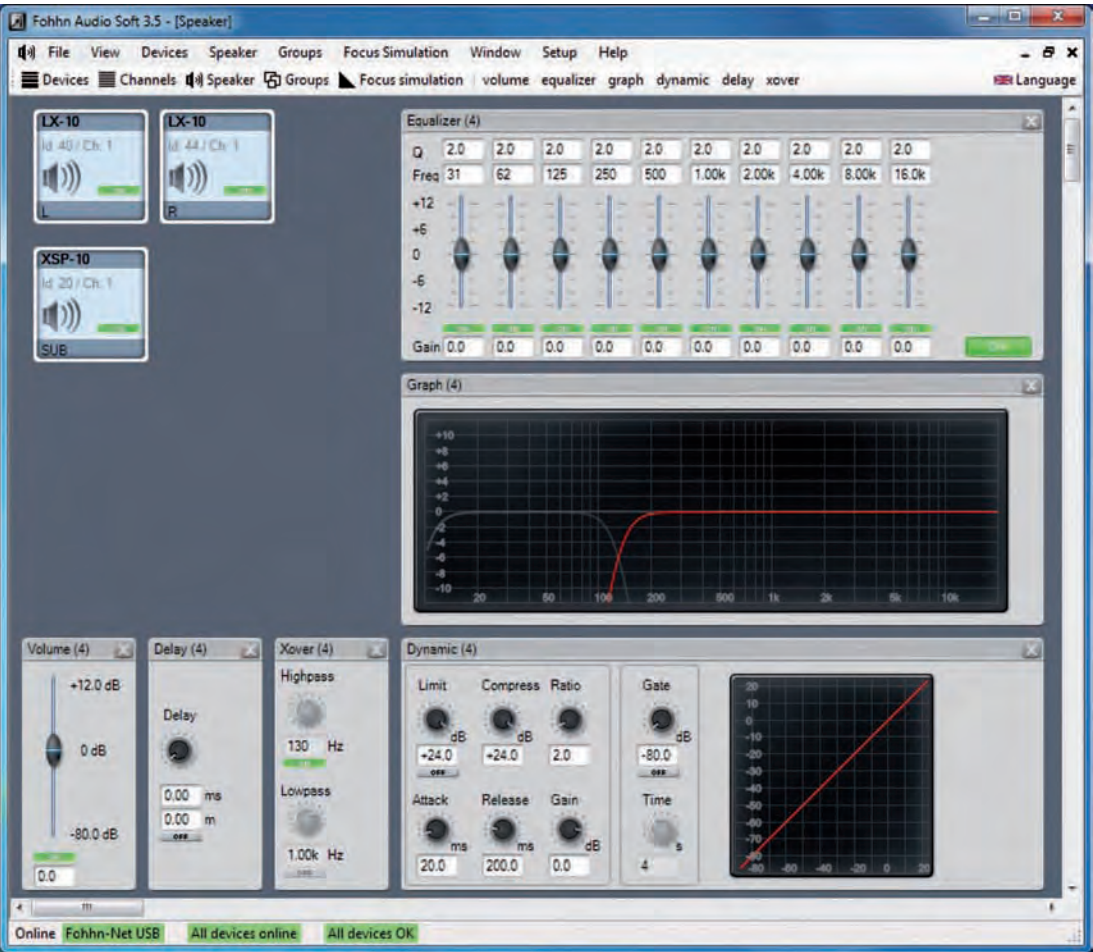 Fohhn Audio Soft 3.5 - [Speaker]
File View Devices Speaker Groups Focus Simulation Window Setup Help
Devices Channels Speaker Groups Focus simulation volume equalizer graph dynamic delay xover Language
LX-10 LX-10
Id: 40 / Ch: 1 Id: 44 / Ch: 1
L R
XSP-10
Id: 20 / Ch: 1
SUB
Equalizer (4)
Q 2.0 2.0 2.0 2.0 2.0 2.0 2.0 2.0 2.0 2.0
Freq 31 62 125 250 500 1.00k 2.00k 4.00k 8.00k 16.0k
+12
+6
0
-6
-12
Gain 0.0 0.0 0.0 0.0 0.0 0.0 0.0 0.0 0.0 0.0
Graph (4)
+10
+8
+6
+4
+2
0
-2
-4
-6
-8
-10
20 50 100 200 500 1k 2k 5k 10k
Volume (4)
+12.0 dB
0 dB
-80.0 dB
0.0
Delay (4)
Delay
0.00 ms
0.00 m
OFF
Xover (4)
Highpass
130 Hz
Lowpass
1.00k Hz
Dynamic (4)
Limit Compress Ratio Gate
dB dB dB
+24.0 +24.0 2.0 -80.0
OFF OFF
Attack Release Gain Time
ms ms dB s
20.0 200.0 0.0 4
20
10
0
-10
-20
-30
-40
-50
-60
-70
-80
-80 -60 -40 -20 0 20
Online Fohhn-Net USB All devices online All devices OK